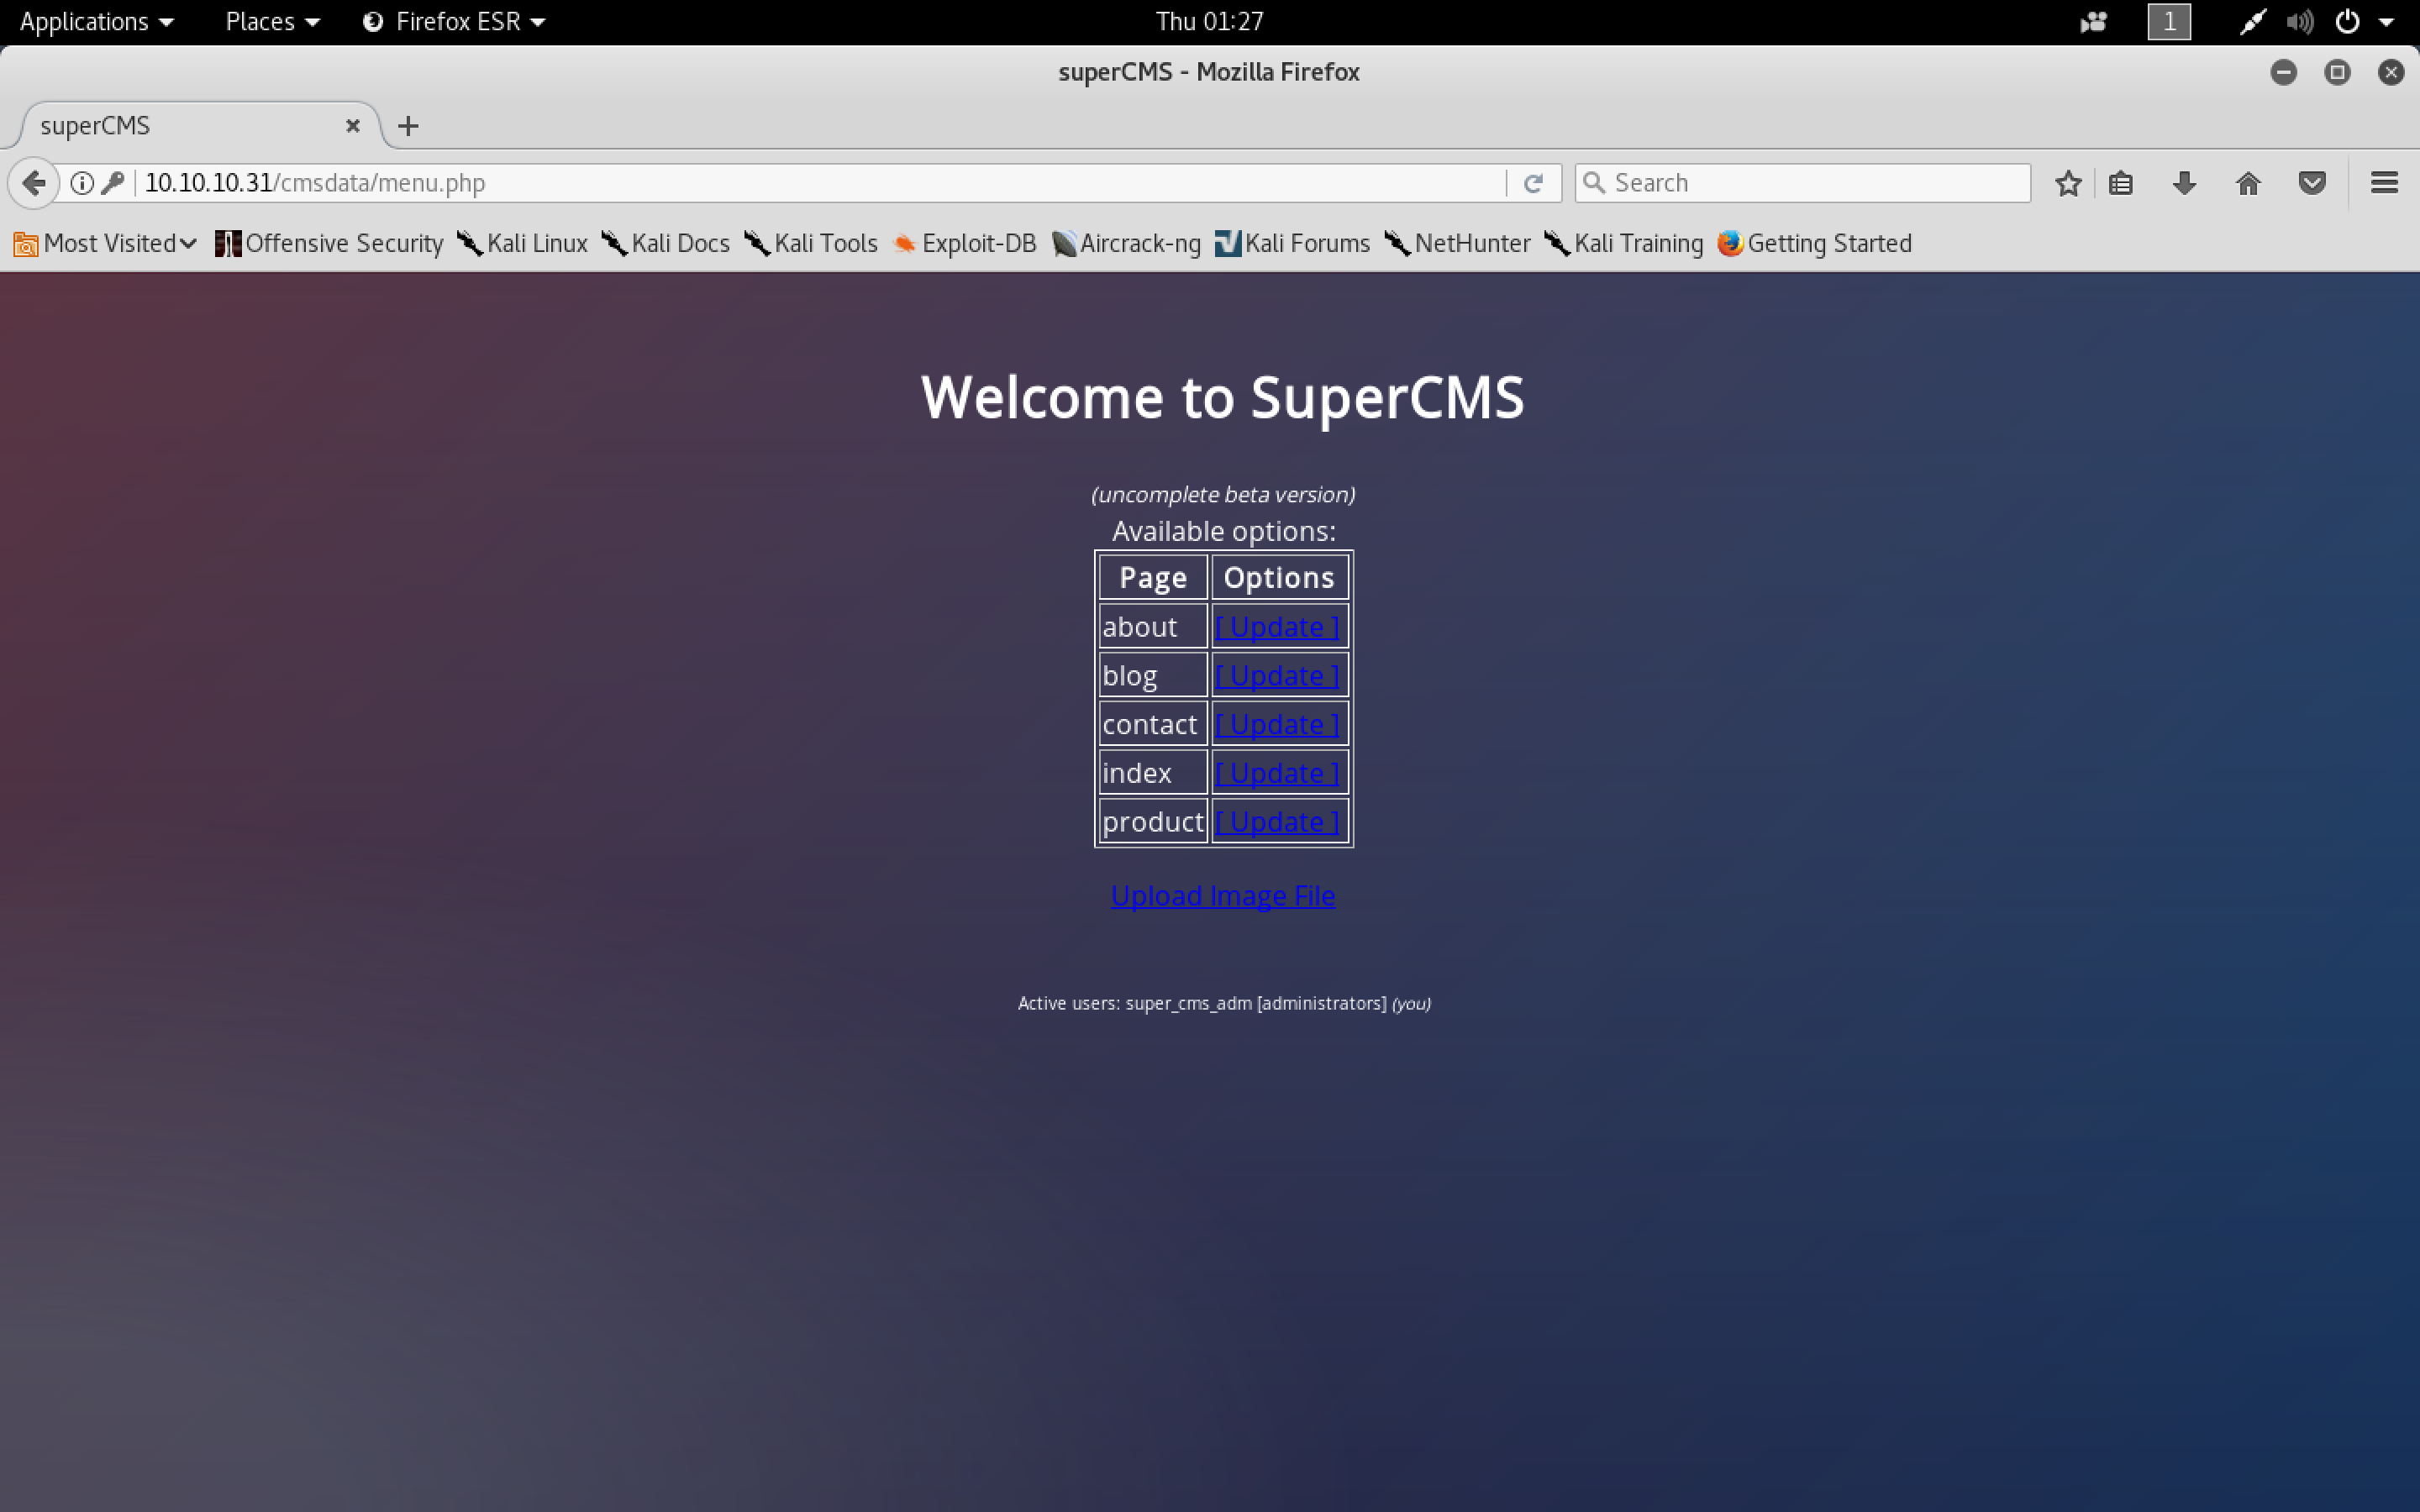 Applications Places Firefox ESR Thu 01:27 1
superCMS - Mozilla Firefox
superCMS
10.10.10.31/cmsdata/menu.php Search
Most Visited Offensive Security Kali Linux Kali Docs Kali Tools Exploit-DB Aircrack-ng Kali Forums NetHunter Kali Training Getting Started
Welcome to SuperCMS
(uncomplete beta version)
Available options:
Page Options
about [ Update ]
blog [ Update ]
contact [ Update ]
index [ Update ]
product [ Update ]
Upload Image File
Active users: super_cms_adm [administrators] (you)